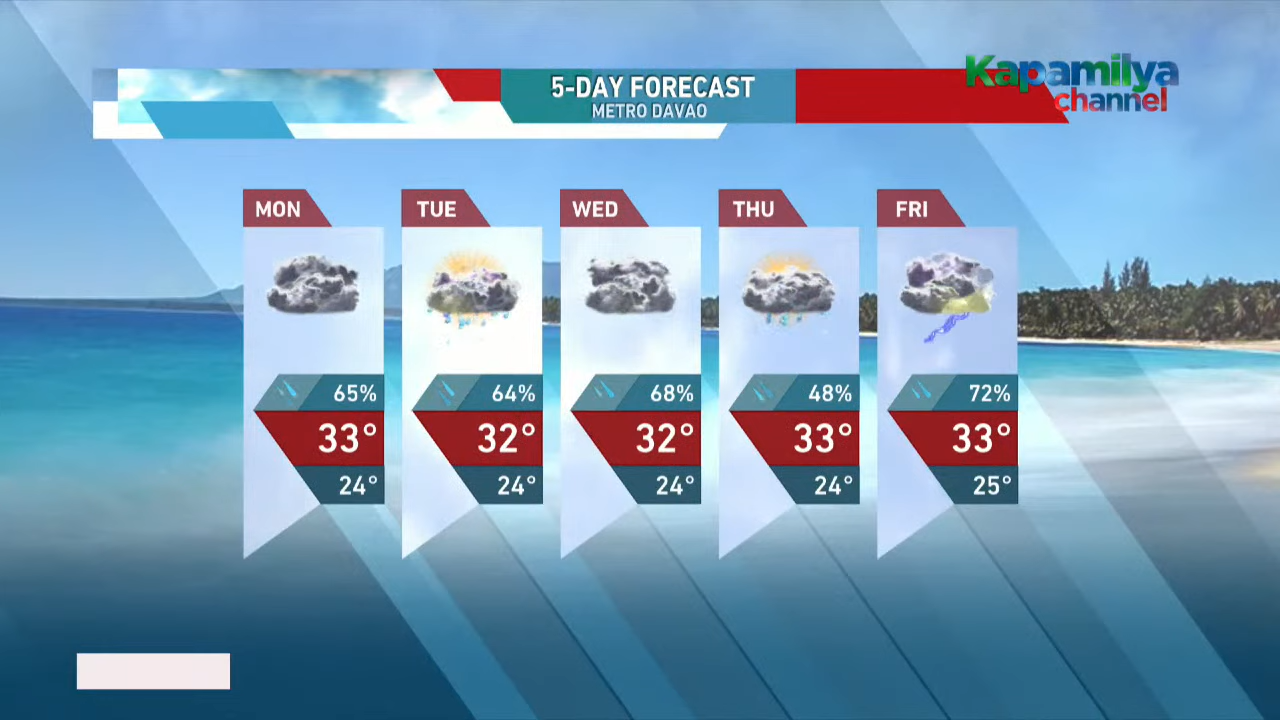 5-DAY FORECAST
METRO DAVAO
Kapamilya
channel
MON
TUE
WED
THU
FRI
65%
64%
68%
48%
72%
33°
32°
32°
33°
33°
24°
24°
24°
24°
25°